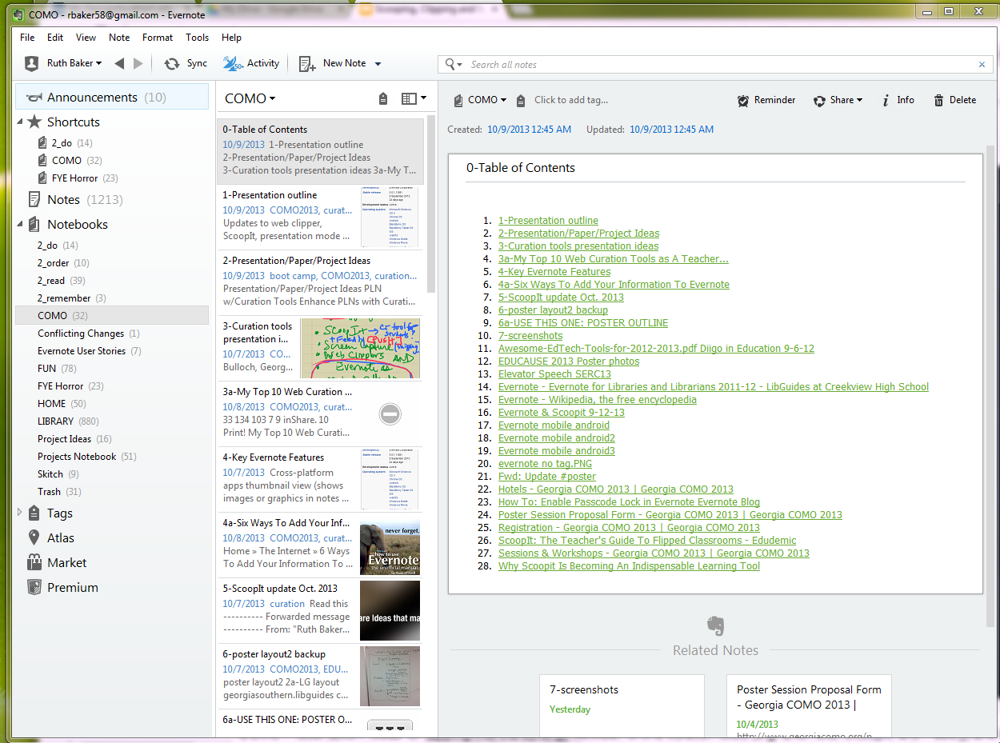 COMO - rbaker58@gmail.com - Evernote
File Edit View Note Format Tools Help
Ruth Baker
Sync
50+
Activity
New Note
Search all notes
Announcements (10)
Shortcuts
2_do (14)
COMO (32)
FYE Horror (23)
Notes (1213)
Notebooks
2_do (14)
2_order (10)
2_read (39)
2_remember (3)
COMO (32)
Conflicting Changes (1)
Evernote User Stories (7)
FUN (78)
FYE Horror (23)
HOME (50)
LIBRARY (880)
Project Ideas (16)
Projects Notebook (51)
Skitch (9)
Trash (31)
Tags
Atlas
Market
Premium
COMO
0-Table of Contents
10/9/2013 1-Presentation outline
2-Presentation/Paper/Project Ideas
3-Curation tools presentation ideas 3a-My T...
1-Presentation outline
10/9/2013 COMO2013, curat...
Updates to web clipper,
ScoopIt, presentation mode ...
2-Presentation/Paper/Project Ideas
10/9/2013 boot camp, COMO2013, curation...
Presentation/Paper/Project Ideas PLN
w/Curation Tools Enhance PLNs with Curati...
3-Curation tools
presentation i...
10/7/2013 CO...
Bulloch, Georg...
ScoopIt
Screen Capture
Web Clippers AND
Evernote as
3a-My Top 10 Web Curation ...
10/8/2013 COMO2013, curat...
33 134 103 7 9 inShare. 10
Print! My Top 10 Web Curati...
4-Key Evernote Features
10/7/2013 Cross-platform
apps thumbnail view (shows
images or graphics in notes ...
4a-Six Ways To Add Your Inf...
10/8/2013 COMO2013, curat...
Home » The Internet » 6 Ways
To Add Your Information To ...
never forget.
how to use
Evernote
the unofficial manual
5-ScoopIt update Oct. 2013
10/7/2013 curation Read this
---------- Forwarded message
---------- From: "Ruth Baker...
are Ideas that ma
6-poster layout2 backup
10/7/2013 COMO2013, EDU...
poster layout2 2a-LG layout
georgiasouthern.libguides c...
6a-USE THIS ONE: POSTER O...
COMO
Click to add tag...
Reminder
Share
Info
Delete
Created: 10/9/2013 12:45 AM Updated: 10/9/2013 12:45 AM
0-Table of Contents
1. 1-Presentation outline
2. 2-Presentation/Paper/Project Ideas
3. 3-Curation tools presentation ideas
4. 3a-My Top 10 Web Curation Tools as A Teacher...
5. 4-Key Evernote Features
6. 4a-Six Ways To Add Your Information To Evernote
7. 5-ScoopIt update Oct. 2013
8. 6-poster layout2 backup
9. 6a-USE THIS ONE: POSTER OUTLINE
10. 7-screenshots
11. Awesome-EdTech-Tools-for-2012-2013.pdf Diigo in Education 9-6-12
12. EDUCAUSE 2013 Poster photos
13. Elevator Speech SERC13
14. Evernote - Evernote for Libraries and Librarians 2011-12 - LibGuides at Creekview High School
15. Evernote - Wikipedia, the free encyclopedia
16. Evernote & Scoopit 9-12-13
17. Evernote mobile android
18. Evernote mobile android2
19. Evernote mobile android3
20. evernote no tag.PNG
21. Fwd: Update #poster
22. Hotels - Georgia COMO 2013 | Georgia COMO 2013
23. How To: Enable Passcode Lock in Evernote Evernote Blog
24. Poster Session Proposal Form - Georgia COMO 2013 | Georgia COMO 2013
25. Registration - Georgia COMO 2013 | Georgia COMO 2013
26. ScoopIt: The Teacher's Guide To Flipped Classrooms - Edudemic
27. Sessions & Workshops - Georgia COMO 2013 | Georgia COMO 2013
28. Why Scoopit Is Becoming An Indispensable Learning Tool
Related Notes
7-screenshots
Yesterday
Poster Session Proposal Form
- Georgia COMO 2013 |
10/4/2013